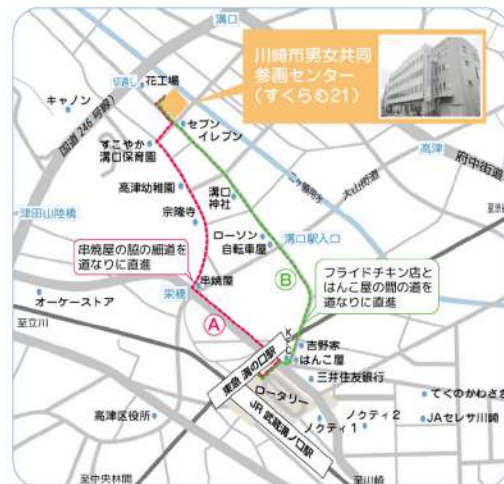 溝口
川崎市男女共同
参画センター
(すくらむ21)
切通し
花工場
キャノン
国道246号線
セブン
イレブン
すこやか
溝口保育園
高津
府中街道
二ヶ領用水
大山街道
高津幼稚園
溝口
神社
津田山陸橋
宗隆寺
ローソン
自転車屋
溝口駅入口
串焼屋の脇の細道を
道なりに直進
B
フライドチキン店と
はんこ屋の間の道を
道なりに直進
栄橋
串焼屋
オーケーストア
A
至立川
KFC
吉野家
はんこ屋
東急 溝の口駅
三井住友銀行
ロータリー
JR 武蔵溝ノ口駅
てくのかわさき
高津区役所
ノクティ1
ノクティ2
JAセレサ川崎
至中央林間
至川崎